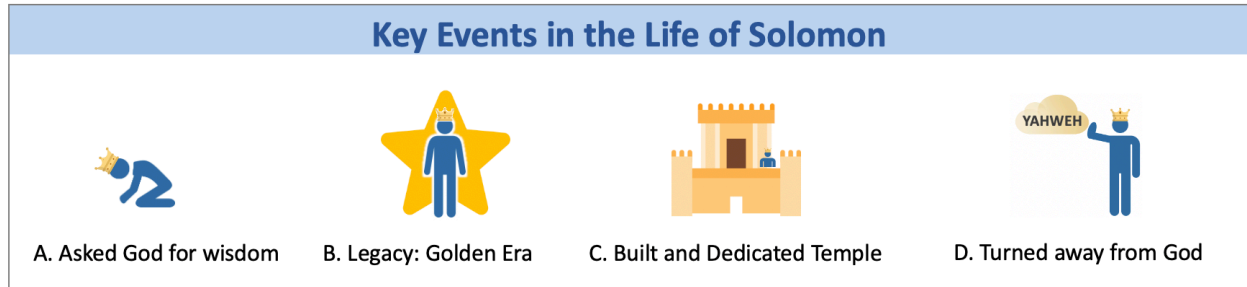 Key Events in the Life of Solomon
YAHWEH
A. Asked God for wisdom
B. Legacy: Golden Era
C. Built and Dedicated Temple
D. Turned away from God